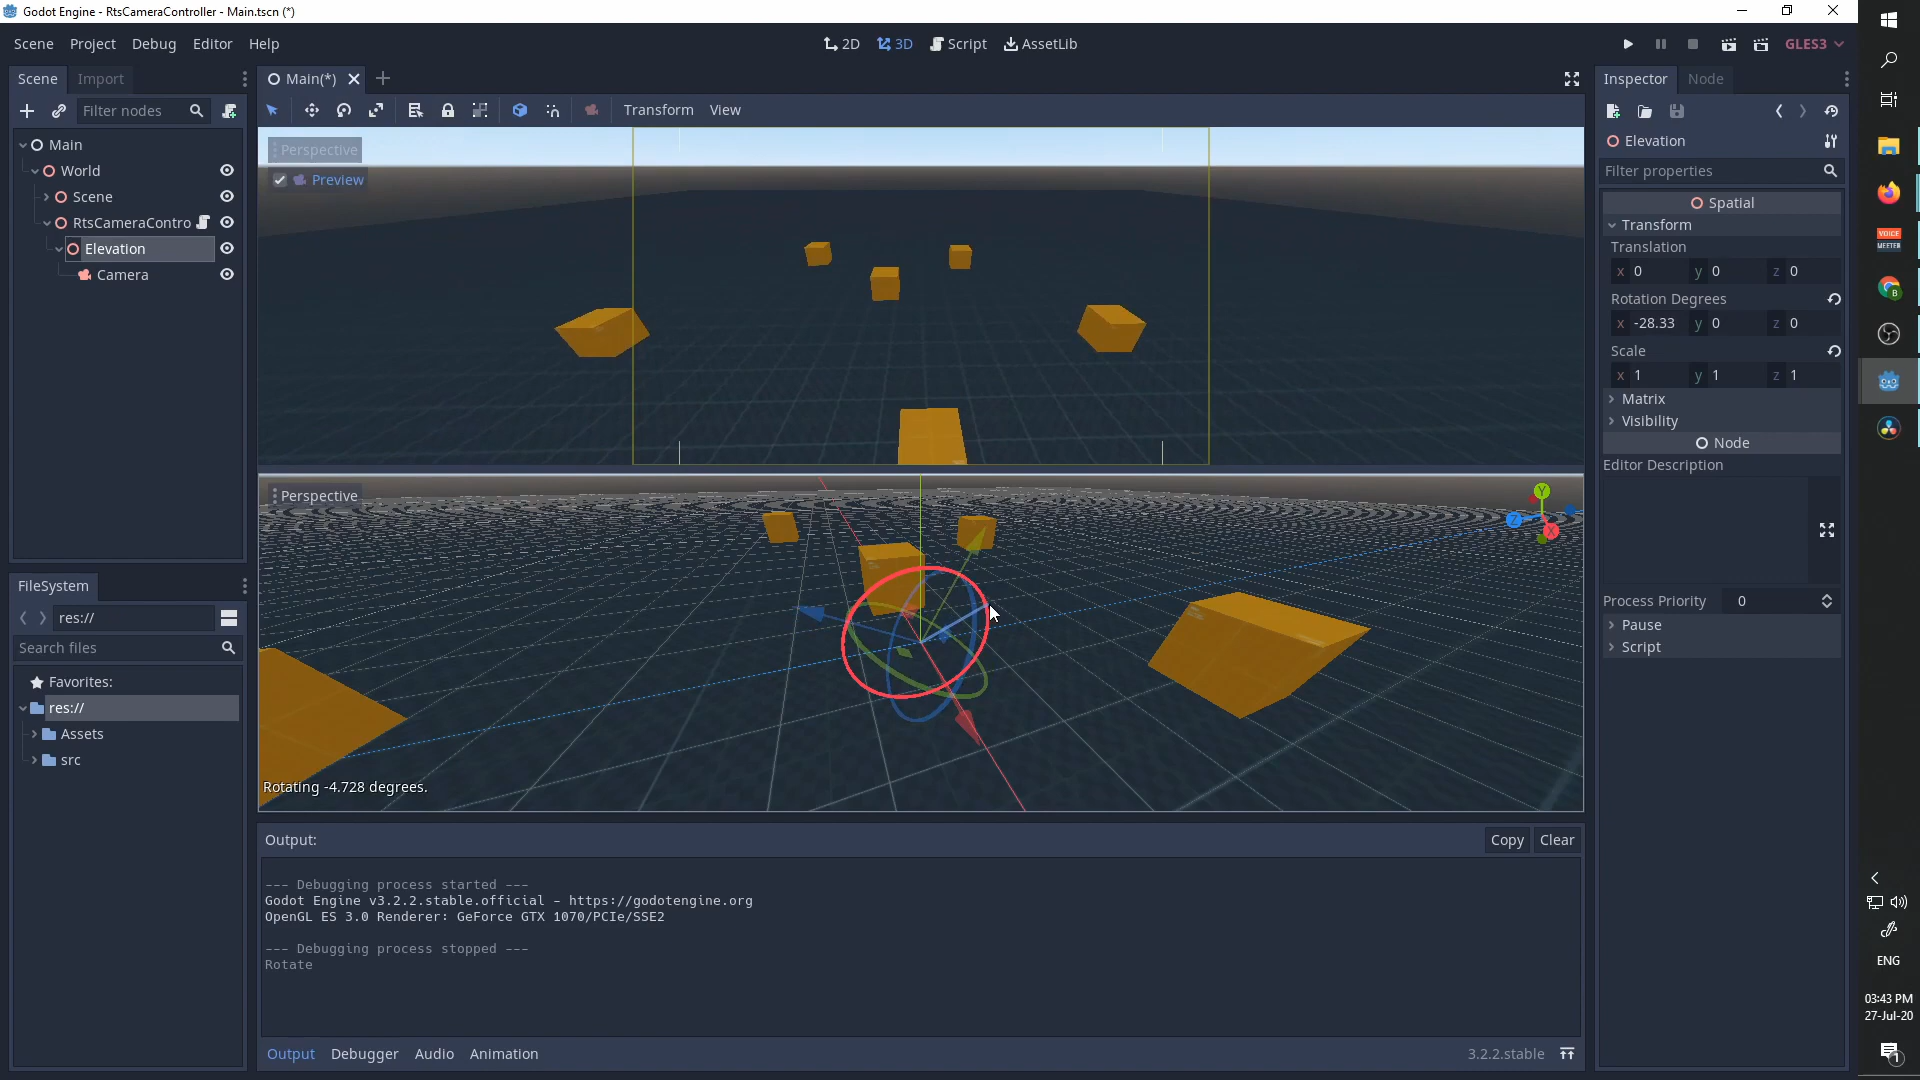 Godot Engine - RtsCameraController - Main.tscn (*)
Scene Project Debug Editor Help
2D 3D Script AssetLib
GLES3
Scene Import
Main(*)
Inspector Node
Filter nodes
Transform View
Main
World
Scene
RtsCameraContro
Elevation
Camera
Perspective
Preview
Elevation
Filter properties
Spatial
Transform
Translation
x 0 y 0 z 0
Rotation Degrees
x -28.33 y 0 z 0
Scale
x 1 y 1 z 1
Matrix
Visibility
Node
Editor Description
Process Priority 0
Pause
Script
Perspective
Y
Z
X
Rotating -4.728 degrees.
FileSystem
res://
Search files
Favorites:
res://
Assets
src
Output:
Copy Clear
--- Debugging process started ---
Godot Engine v3.2.2.stable.official - https://godotengine.org
OpenGL ES 3.0 Renderer: GeForce GTX 1070/PCIe/SSE2
--- Debugging process stopped ---
Rotate
Output Debugger Audio Animation
3.2.2.stable
VOICE
MEETER
B
ENG
03:43 PM
27-Jul-20
1